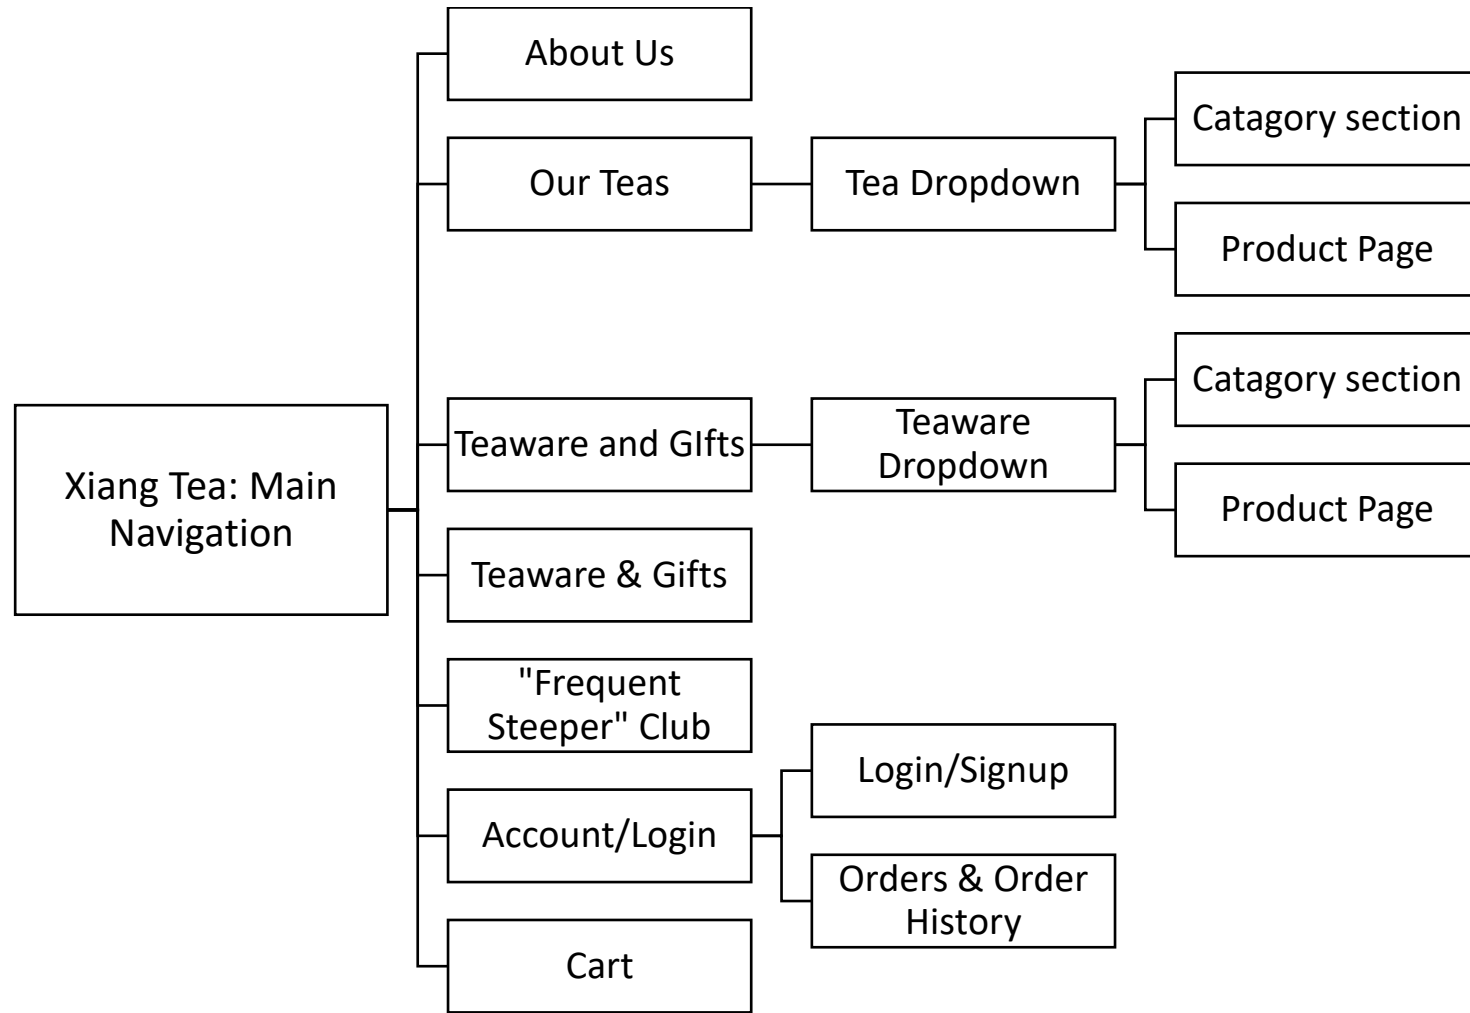 Xiang Tea: Main
Navigation
About Us
Our Teas
Tea Dropdown
Catagory section
Product Page
Teaware and GIfts
Teaware
Dropdown
Catagory section
Product Page
Teaware & Gifts
"Frequent
Steeper" Club
Account/Login
Login/Signup
Orders & Order
History
Cart